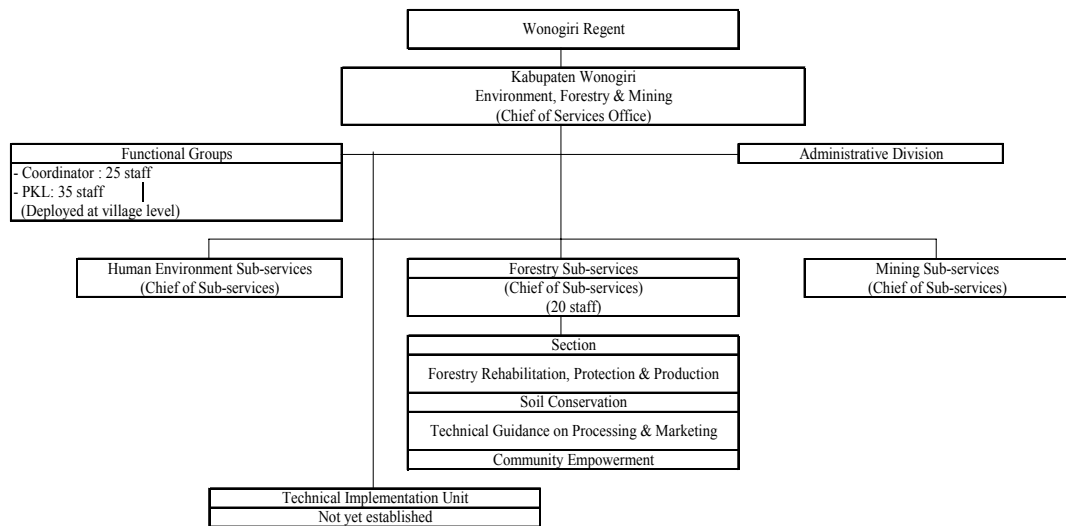 Wonogiri Regent
Kabupaten Wonogiri
Environment, Forestry & Mining
(Chief of Services Office)
Functional Groups
- Coordinator : 25 staff
- PKL: 35 staff
(Deployed at village level)
Administrative Division
Human Environment Sub-services
(Chief of Sub-services)
Forestry Sub-services
(Chief of Sub-services)
(20 staff)
Mining Sub-services
(Chief of Sub-services)
Section
Forestry Rehabilitation, Protection & Production
Soil Conservation
Technical Guidance on Processing & Marketing
Community Empowerment
Technical Implementation Unit
Not yet established